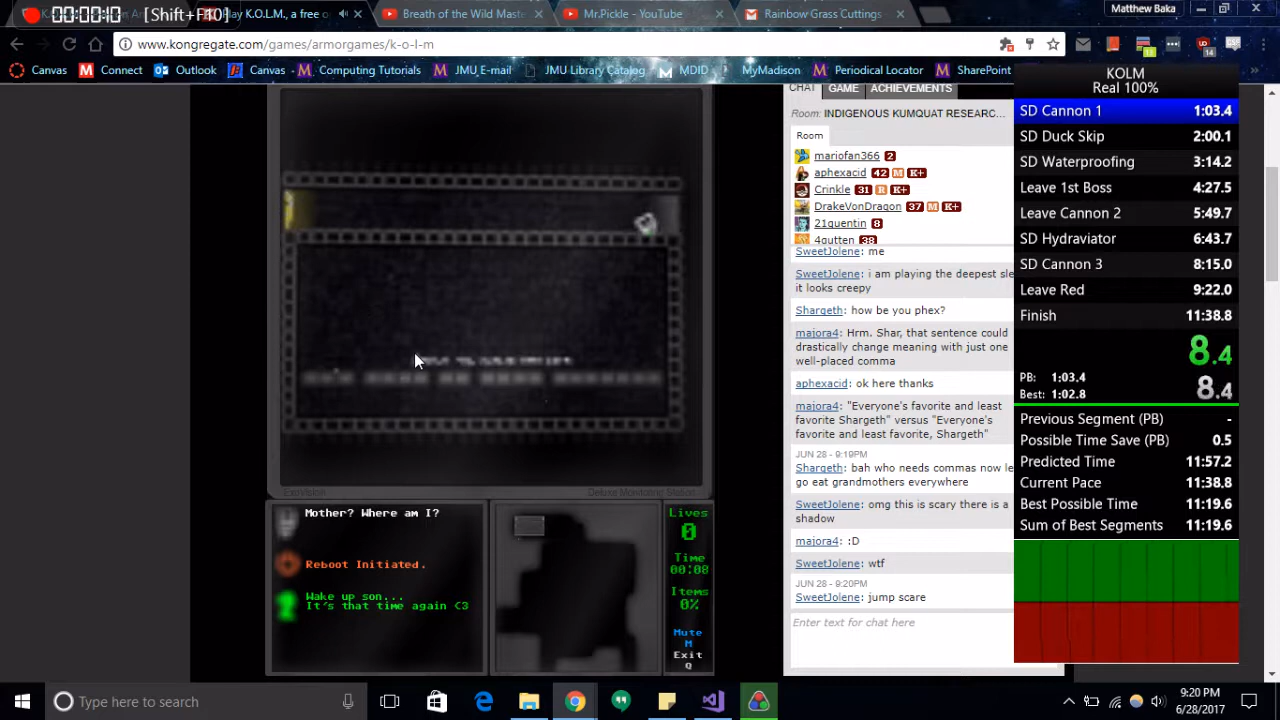 [Shift+F10]
Play K.O.L.M., a free o
Breath of the Wild Maste
Mr.Pickle - YouTube
Rainbow Grass Cuttings
Matthew Baka
www.kongregate.com/games/armorgames/k-o-l-m
Canvas
Connect
Outlook
Canvas
Computing Tutorials
JMU E-mail
JMU Library Catalog
MDID
MyMadison
Periodical Locator
SharePoint
CHAT
GAME
ACHIEVEMENTS
Room: INDIGENOUS KUMQUAT RESEARC...
Room
mariofan366 2
aphexacid 42 M K+
Crinkle 31 R K+
DrakeVonDragon 37 M K+
21quentin 8
4gutten 38
SweetJolene: me
SweetJolene: i am playing the deepest sle
it looks creepy
Shargeth: how be you phex?
majora4: Hrm. Shar, that sentence could
drastically change meaning with just one
well-placed comma
aphexacid: ok here thanks
majora4: "Everyone's favorite and least
favorite Shargeth" versus "Everyone's
favorite and least favorite, Shargeth"
JUN 28 - 9:19PM
Shargeth: bah who needs commas now le
go eat grandmothers everywhere
SweetJolene: omg this is scary there is a
shadow
majora4: :D
SweetJolene: wtf
JUN 28 - 9:20PM
SweetJolene: jump scare
Enter text for chat here
KOLM
Real 100%
SD Cannon 1 1:03.4
SD Duck Skip 2:00.1
SD Waterproofing 3:14.2
Leave 1st Boss 4:27.5
Leave Cannon 2 5:49.7
SD Hydraviator 6:43.7
SD Cannon 3 8:15.0
Leave Red 9:22.0
Finish 11:38.8
8.4
PB: 1:03.4
Best: 1:02.8
8.4
Previous Segment (PB) -
Possible Time Save (PB) 0.5
Predicted Time 11:57.2
Current Pace 11:38.8
Best Possible Time 11:19.6
Sum of Best Segments 11:19.6
Deluxe Monitoring Station
Mother? Where am I?
Reboot Initiated.
Wake up son...
It's that time again <3
Lives
Time
00:08
Items
0%
Mute
M
Exit
Q
Type here to search
9:20 PM
6/28/2017